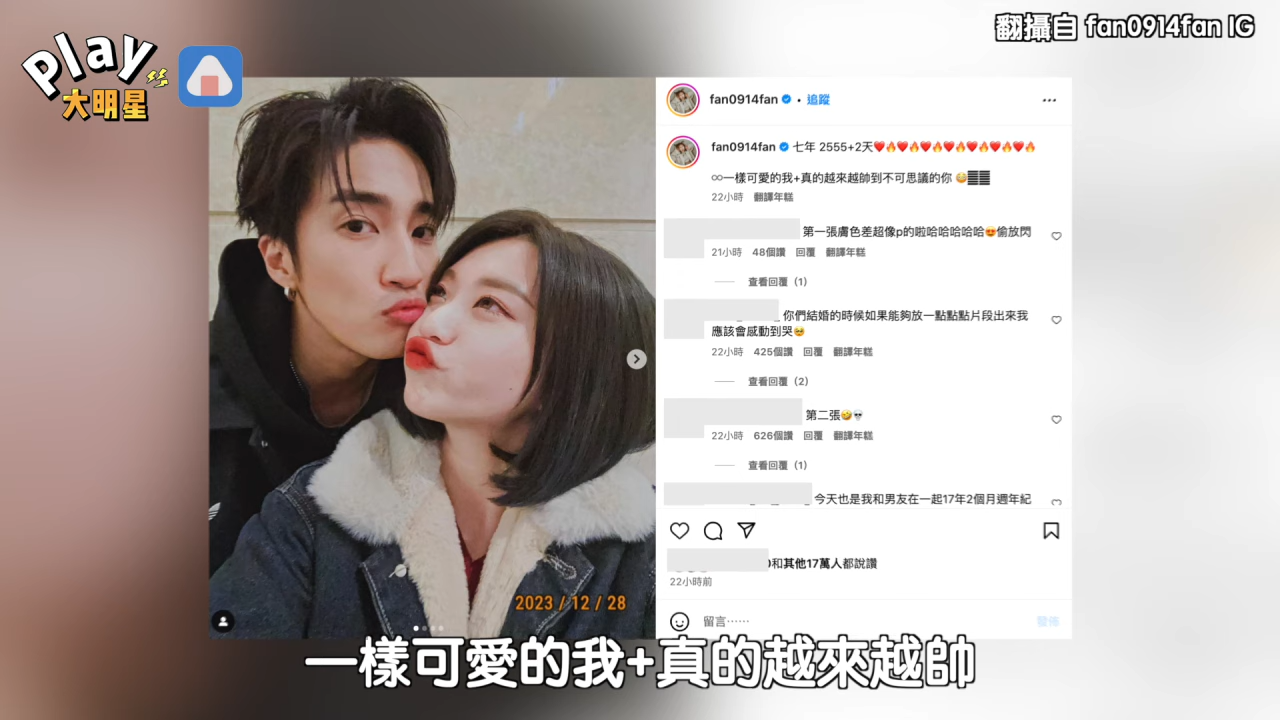 Play
大明星
翻攝自 fan0914fan IG
fan0914fan • 追蹤
fan0914fan 七年 2555+2天❤️🔥❤️🔥❤️🔥❤️🔥❤️🔥❤️🔥❤️🔥
∞一樣可愛的我+真的越來越帥到不可思議的你
22小時 翻譯年糕
第一張膚色差超像p的啦哈哈哈哈哈😍偷放閃
21小時 48個讚 回覆 翻譯年糕
查看回覆（1）
你們結婚的時候如果能夠放一點點點片段出來我
應該會感動到哭🥹
22小時 425個讚 回覆 翻譯年糕
查看回覆（2）
第二張🤣💀
22小時 626個讚 回覆 翻譯年糕
查看回覆（1）
今天也是我和男友在一起17年2個月週年紀
和其他17萬人都說讚
22小時前
留言……
發佈
2023 / 12 / 28
一樣可愛的我+真的越來越帥